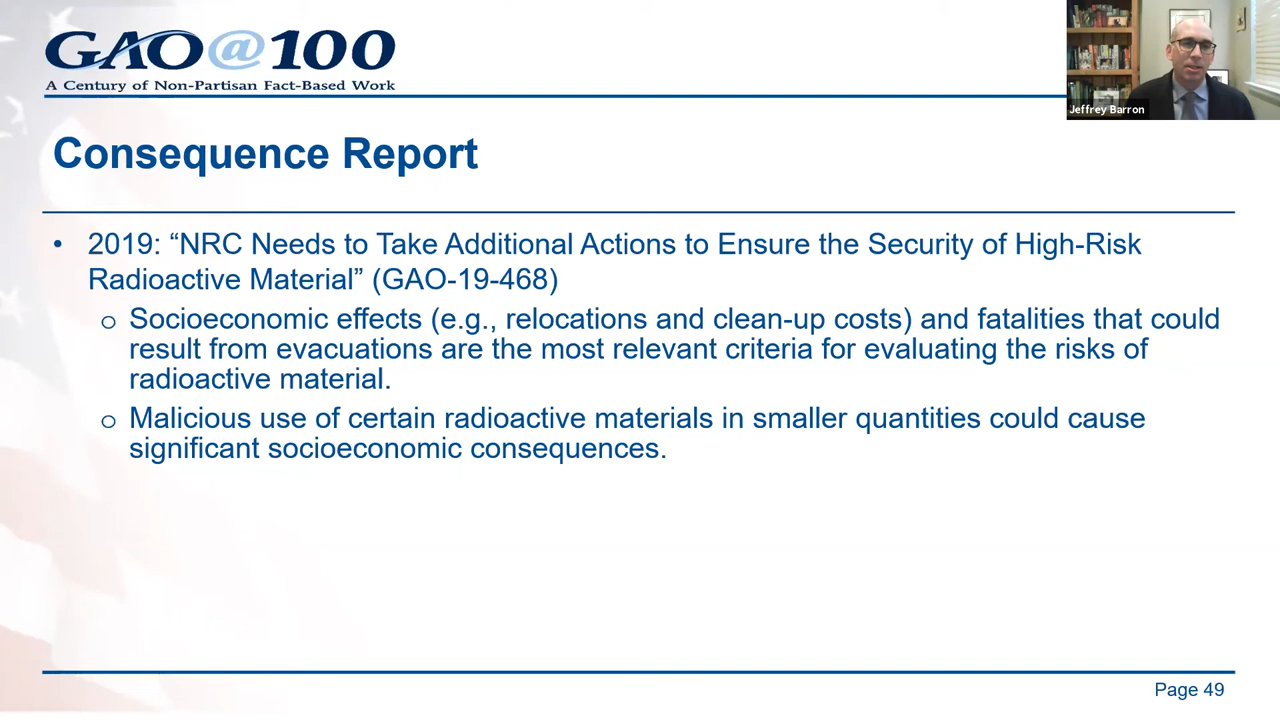 GAO@100
A Century of Non-Partisan Fact-Based Work
Jeffrey Barron
Consequence Report
• 2019: “NRC Needs to Take Additional Actions to Ensure the Security of High-Risk
Radioactive Material” (GAO-19-468)
o Socioeconomic effects (e.g., relocations and clean-up costs) and fatalities that could
result from evacuations are the most relevant criteria for evaluating the risks of
radioactive material.
o Malicious use of certain radioactive materials in smaller quantities could cause
significant socioeconomic consequences.
Page 49